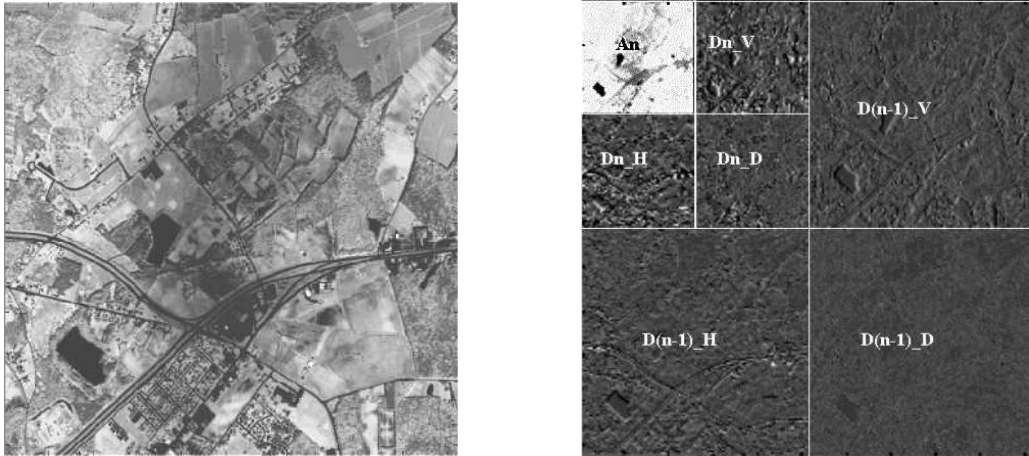 An
Dn_V
D(n-1)_V
Dn_H
Dn_D
D(n-1)_H
D(n-1)_D